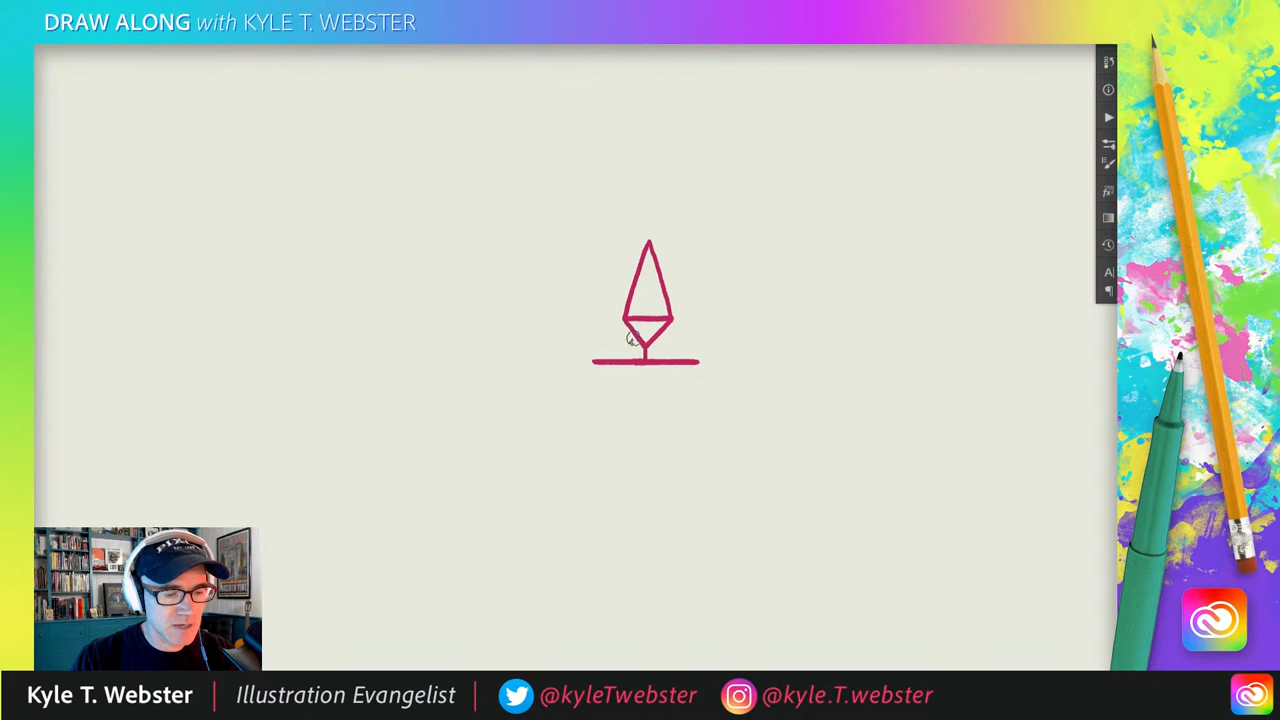 DRAW ALONG with KYLE T. WEBSTER
Kyle T. Webster | Illustration Evangelist | @kyleTwebster @kyle.T.webster